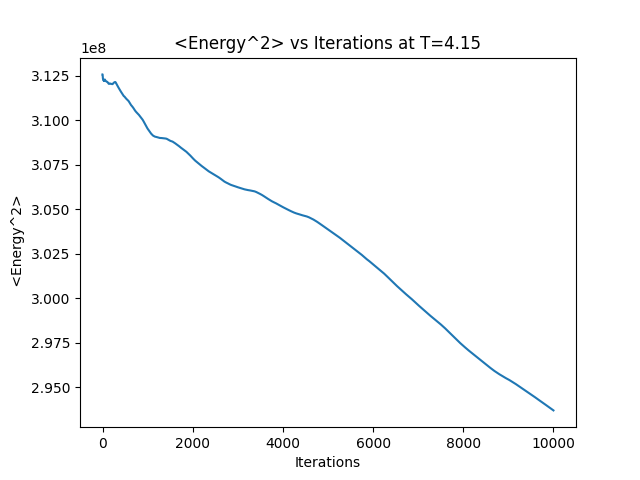 <Energy^2> vs Iterations at T=4.15
1e8
3.125
3.100
3.075
3.050
3.025
3.000
2.975
2.950
<Energy^2>
0 2000 4000 6000 8000 10000
Iterations